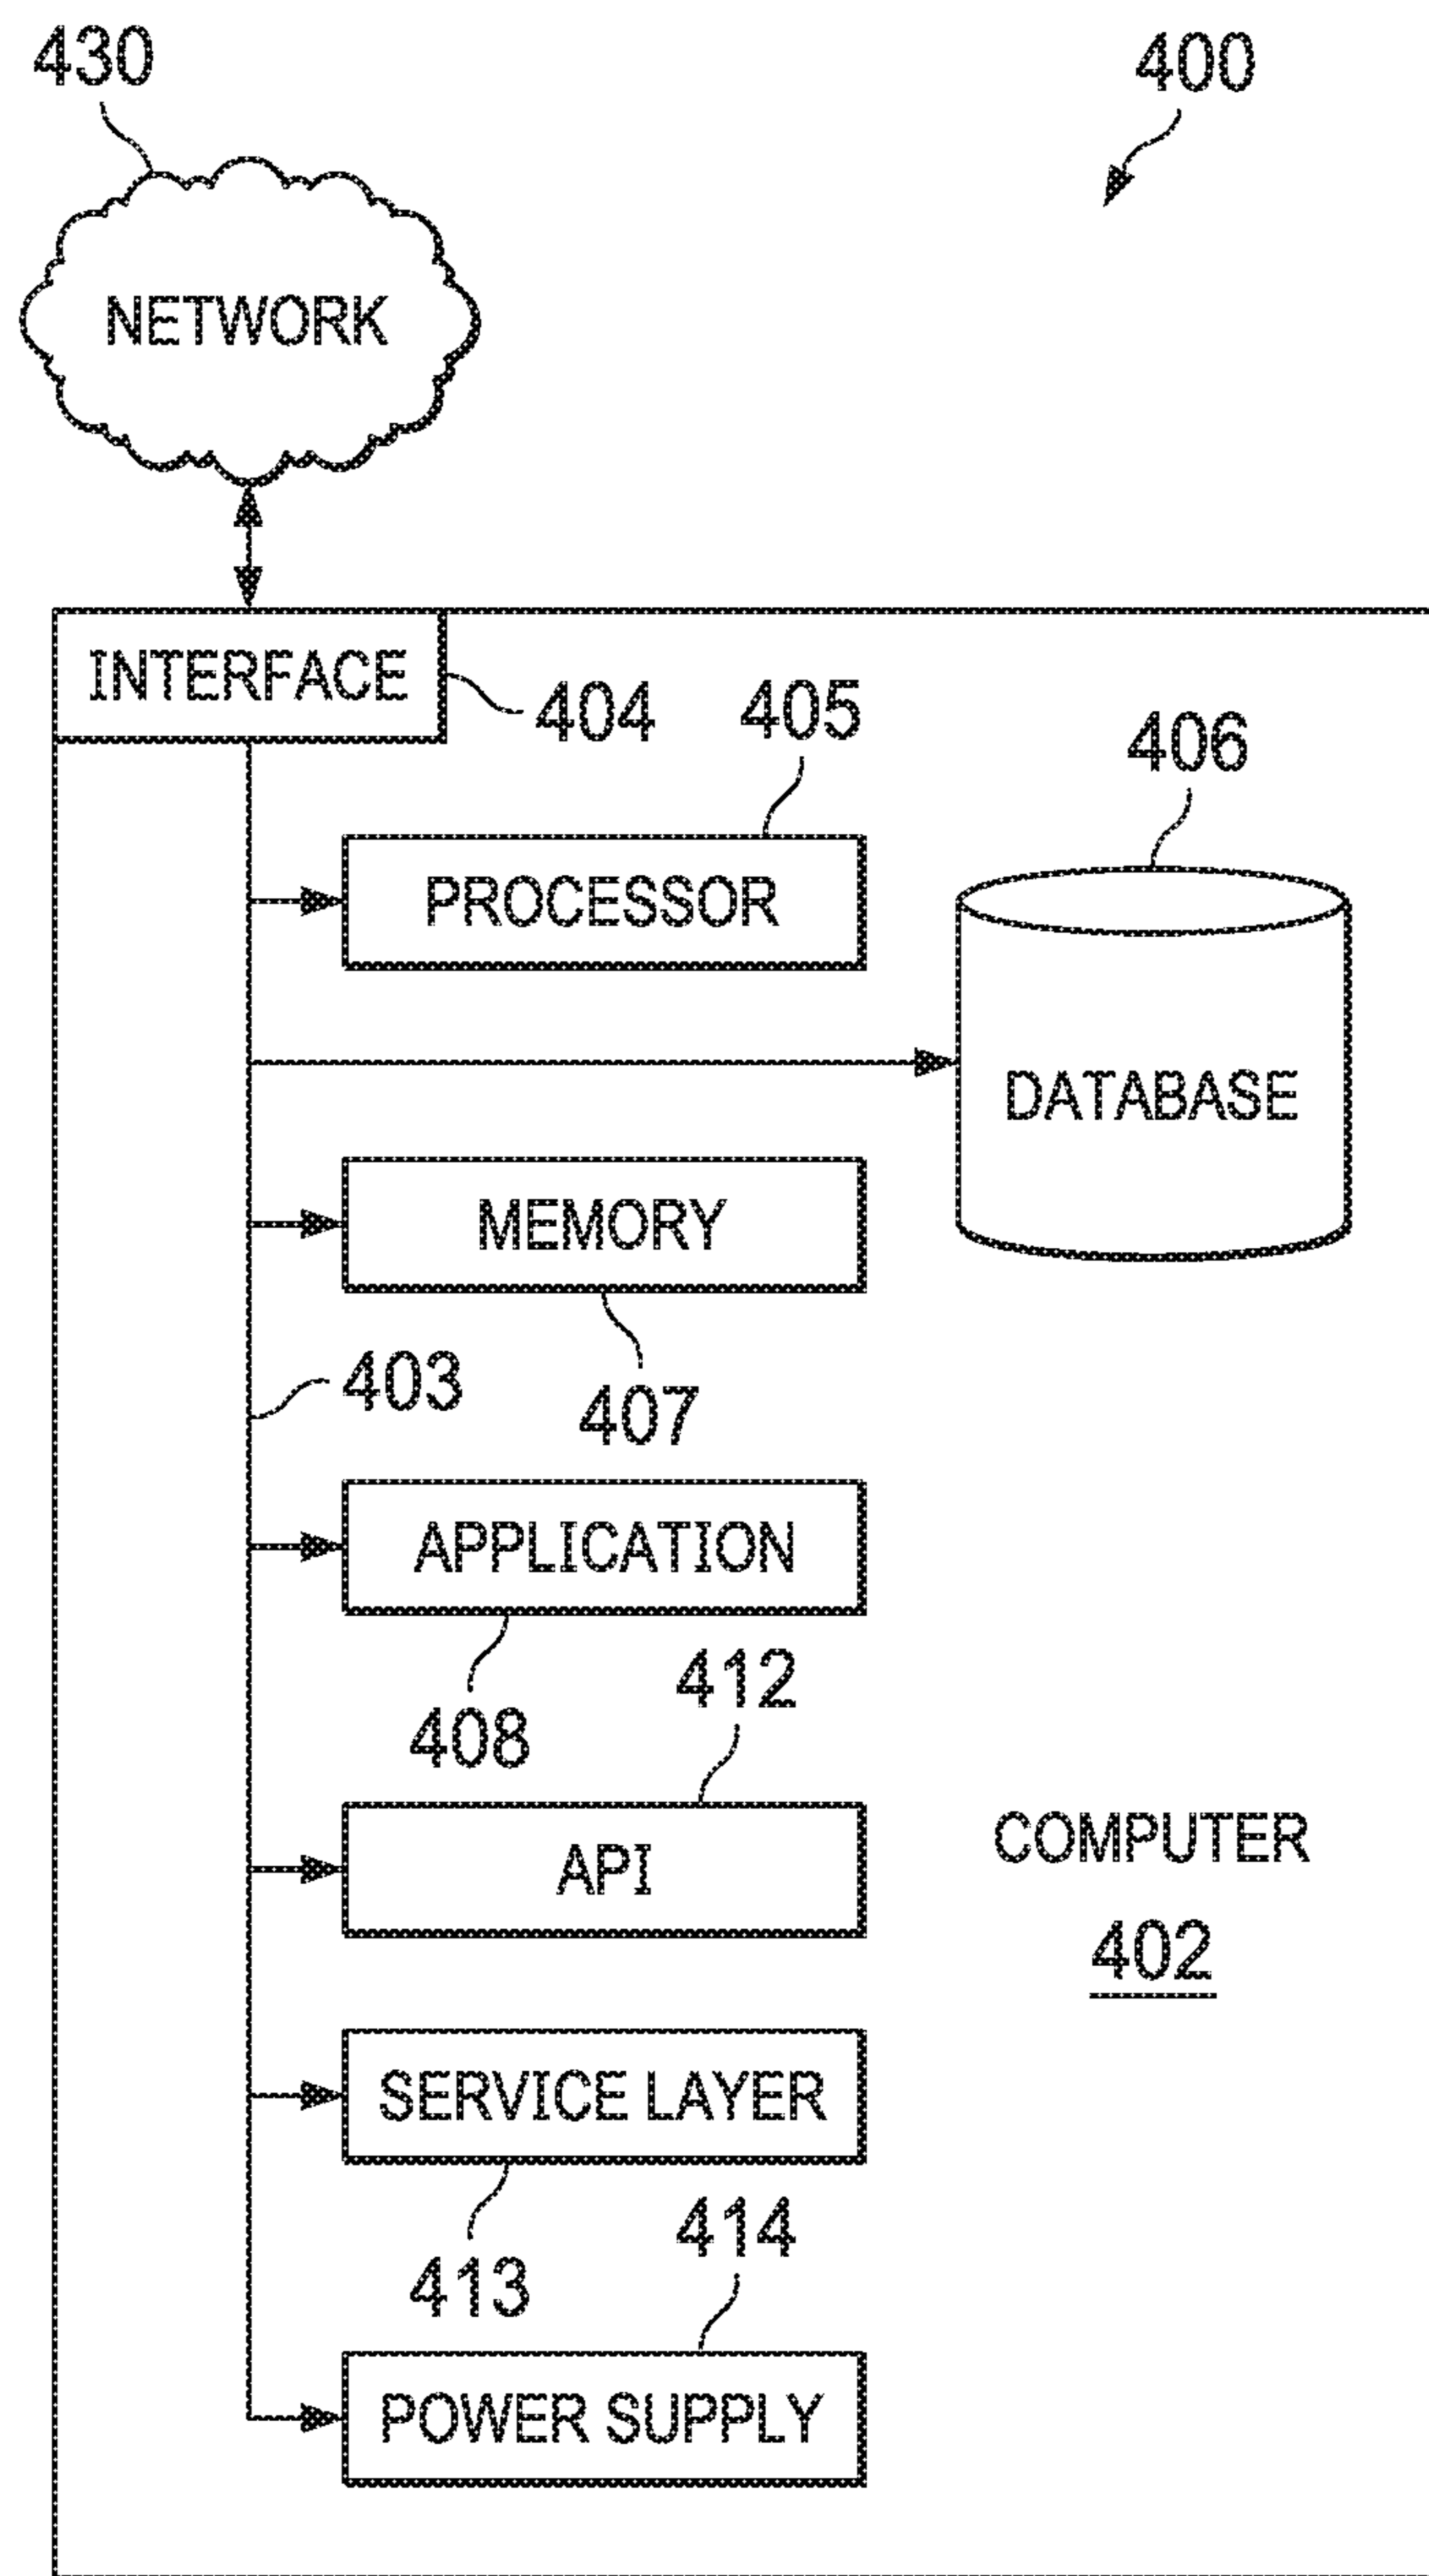 430
400
NETWORK
INTERFACE
404
405
406
PROCESSOR
DATABASE
MEMORY
403
407
APPLICATION
412
408
API
COMPUTER
402
SERVICE LAYER
414
413
POWER SUPPLY